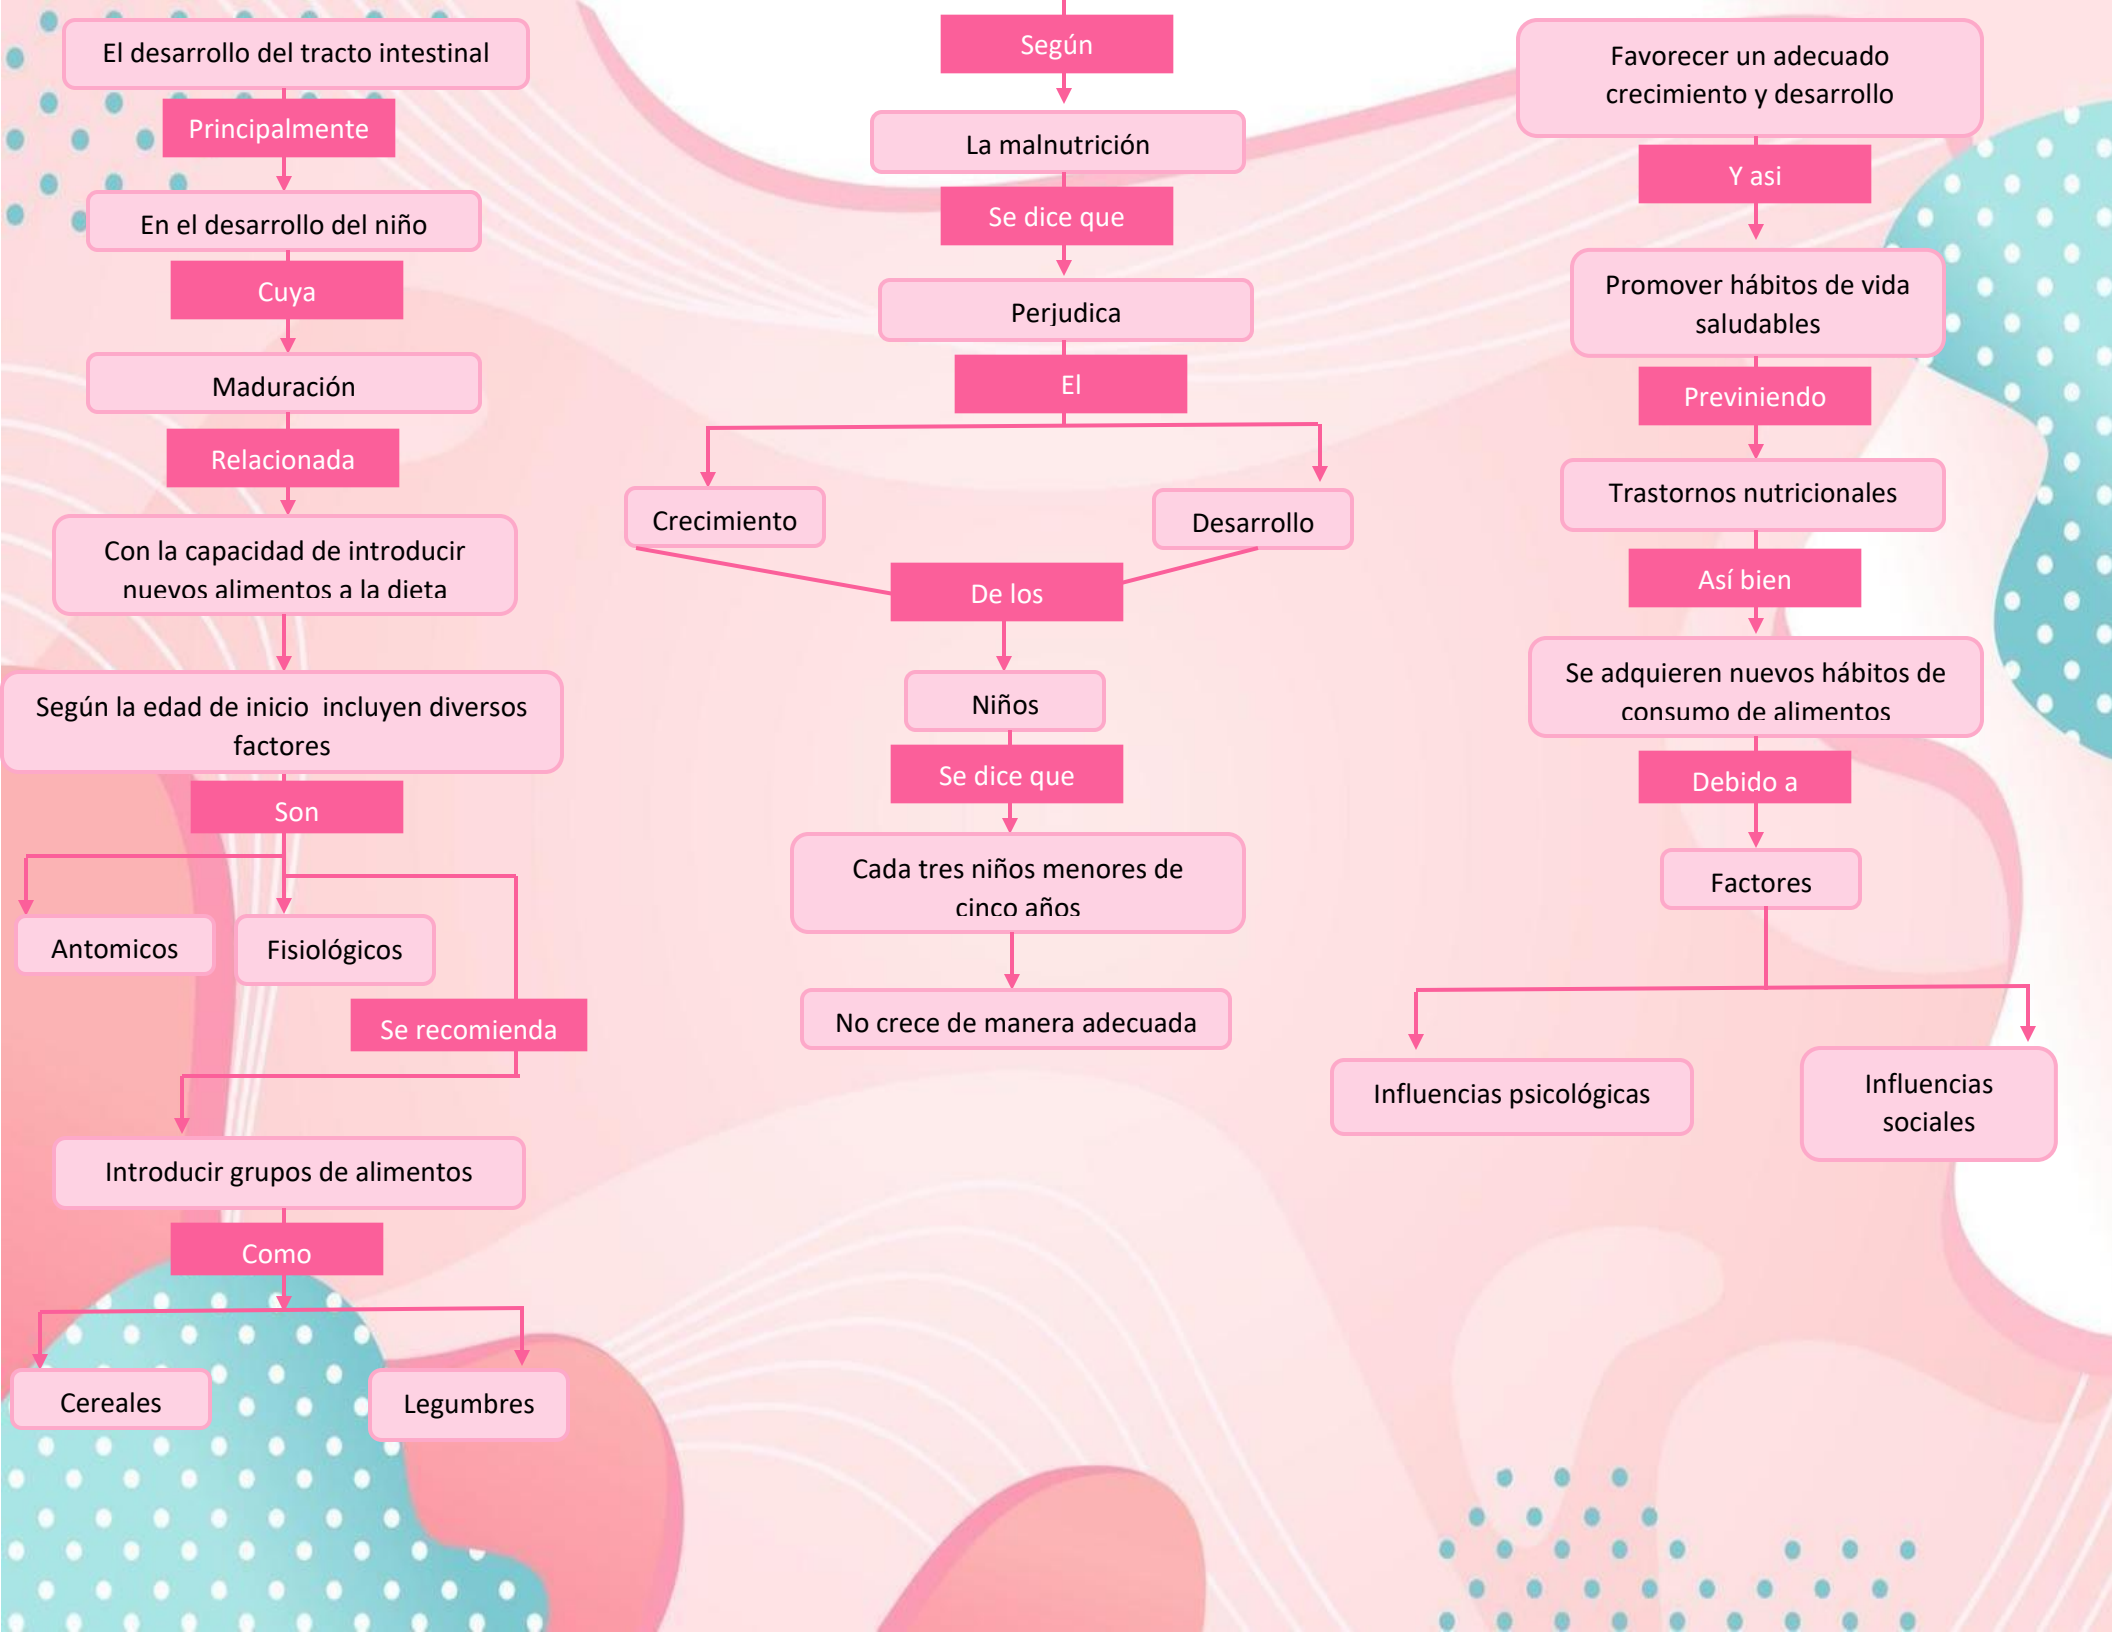 El desarrollo del tracto intestinal
Principalmente
En el desarrollo del niño
Cuya
Maduración
Relacionada
Con la capacidad de introducir
nuevos alimentos a la dieta
Según la edad de inicio  incluyen diversos
factores
Son
Antomicos
Fisiológicos
Se recomienda
Introducir grupos de alimentos
Como
Cereales
Legumbres
Según
La malnutrición
Se dice que
Perjudica
El
Crecimiento
Desarrollo
De los
Niños
Se dice que
Cada tres niños menores de
cinco años
No crece de manera adecuada
Favorecer un adecuado
crecimiento y desarrollo
Y asi
Promover hábitos de vida
saludables
Previniendo
Trastornos nutricionales
Así bien
Se adquieren nuevos hábitos de
consumo de alimentos
Debido a
Factores
Influencias psicológicas
Influencias
sociales